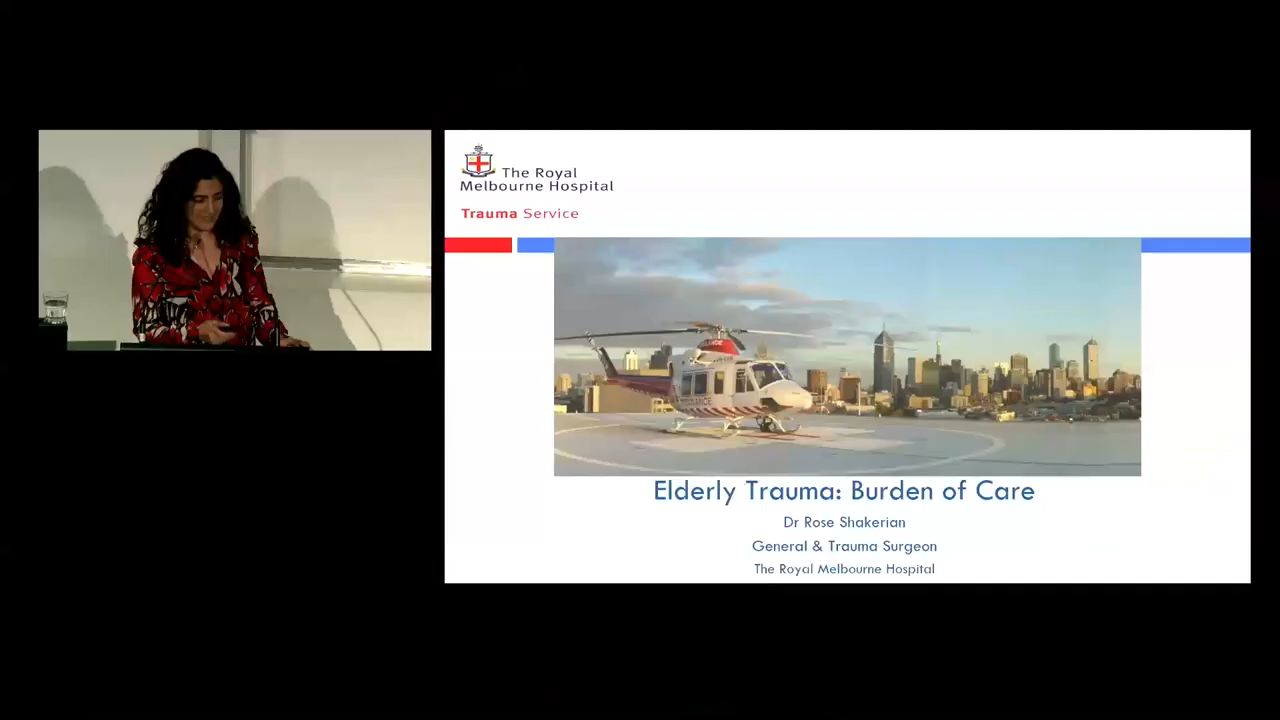 The Royal
Melbourne Hospital
Trauma Service
Elderly Trauma: Burden of Care
Dr Rose Shakerian
General & Trauma Surgeon
The Royal Melbourne Hospital